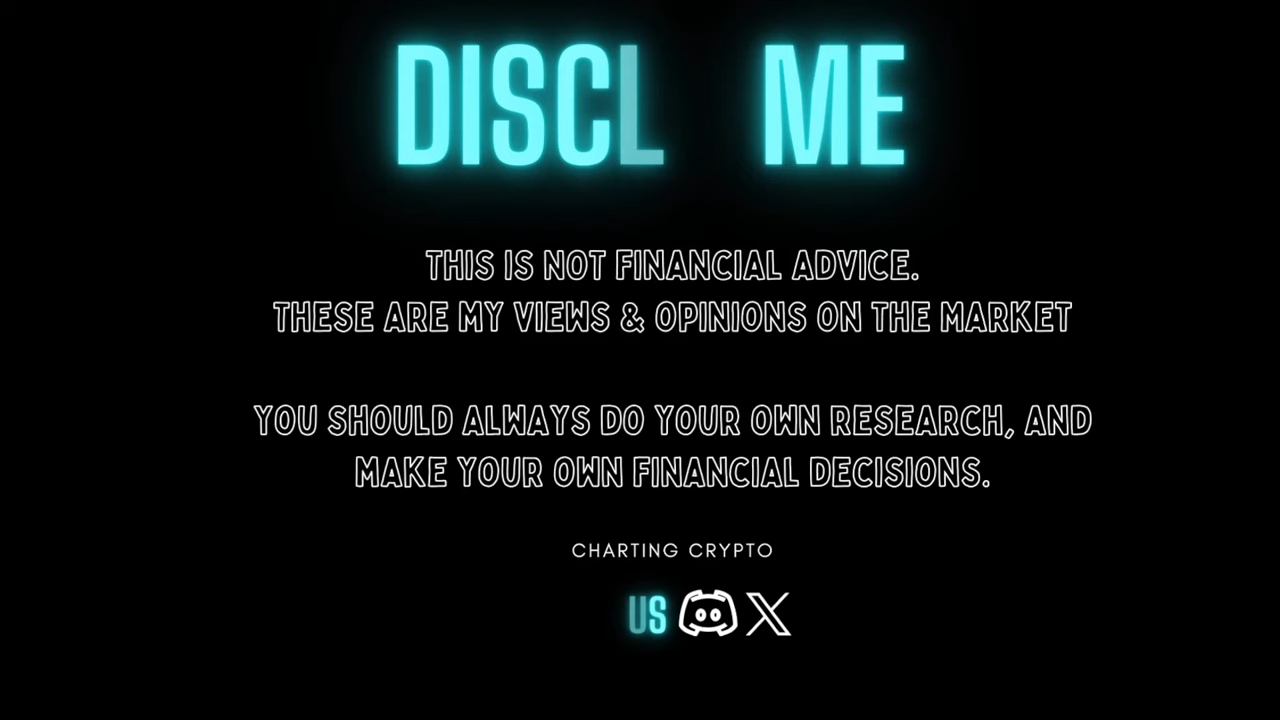 DISCL ME
THIS IS NOT FINANCIAL ADVICE.
THESE ARE MY VIEWS & OPINIONS ON THE MARKET
YOU SHOULD ALWAYS DO YOUR OWN RESEARCH, AND
MAKE YOUR OWN FINANCIAL DECISIONS.
CHARTING CRYPTO
US